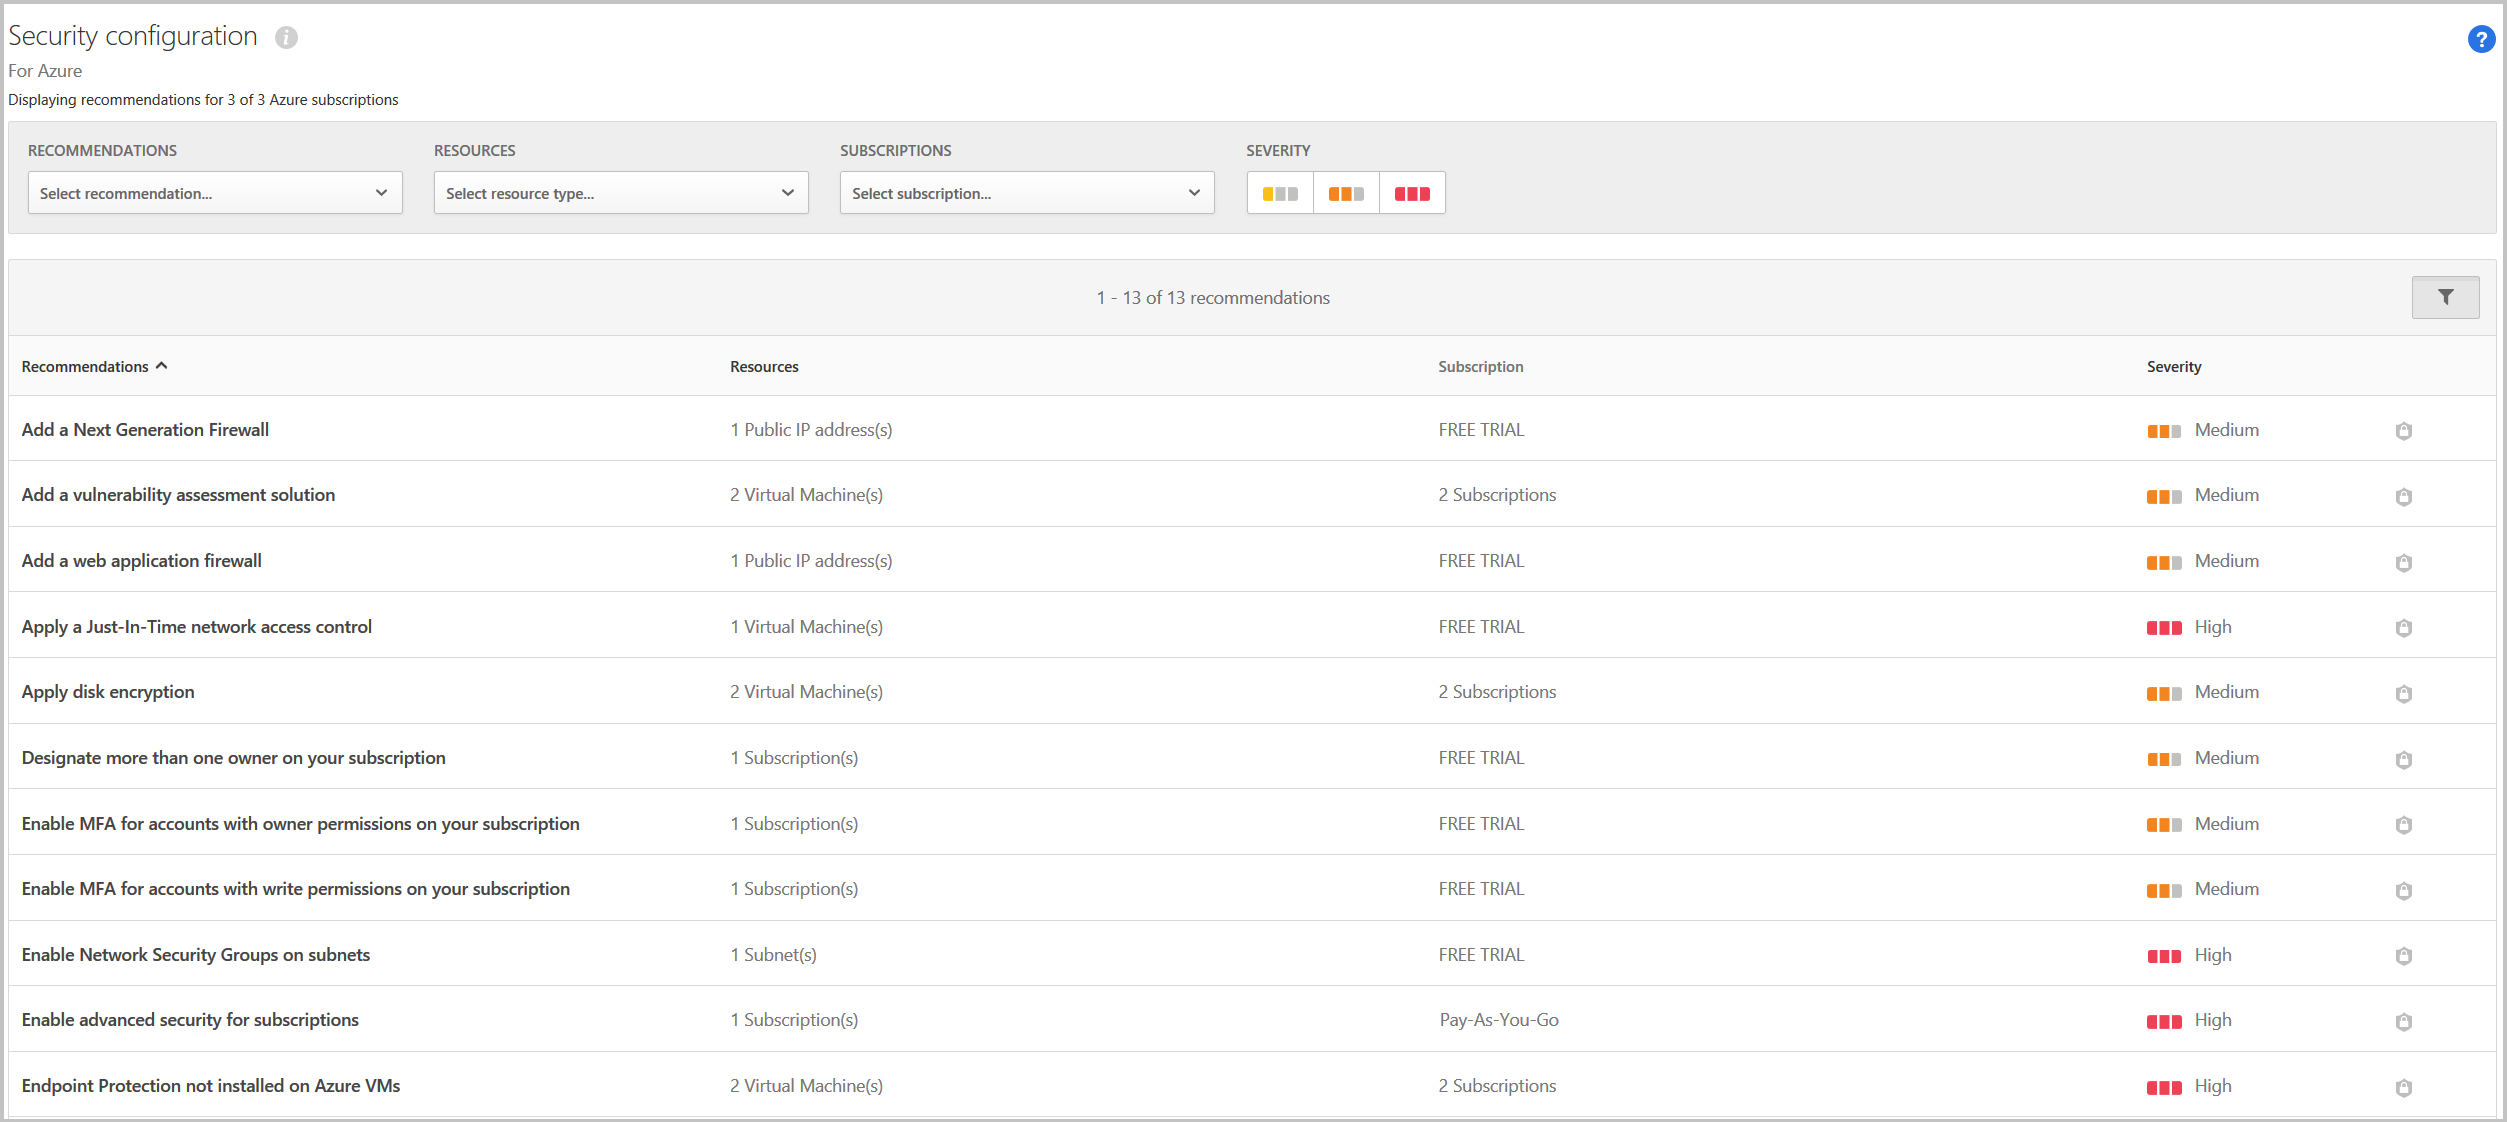 Security configuration i
?
For Azure
Displaying recommendations for 3 of 3 Azure subscriptions
RECOMMENDATIONS RESOURCES SUBSCRIPTIONS SEVERITY
Select recommendation... Select resource type... Select subscription...
1 - 13 of 13 recommendations
Recommendations Resources Subscription Severity
Add a Next Generation Firewall 1 Public IP address(s) FREE TRIAL Medium
Add a vulnerability assessment solution 2 Virtual Machine(s) 2 Subscriptions Medium
Add a web application firewall 1 Public IP address(s) FREE TRIAL Medium
Apply a Just-In-Time network access control 1 Virtual Machine(s) FREE TRIAL High
Apply disk encryption 2 Virtual Machine(s) 2 Subscriptions Medium
Designate more than one owner on your subscription 1 Subscription(s) FREE TRIAL Medium
Enable MFA for accounts with owner permissions on your subscription 1 Subscription(s) FREE TRIAL Medium
Enable MFA for accounts with write permissions on your subscription 1 Subscription(s) FREE TRIAL Medium
Enable Network Security Groups on subnets 1 Subnet(s) FREE TRIAL High
Enable advanced security for subscriptions 1 Subscription(s) Pay-As-You-Go High
Endpoint Protection not installed on Azure VMs 2 Virtual Machine(s) 2 Subscriptions High